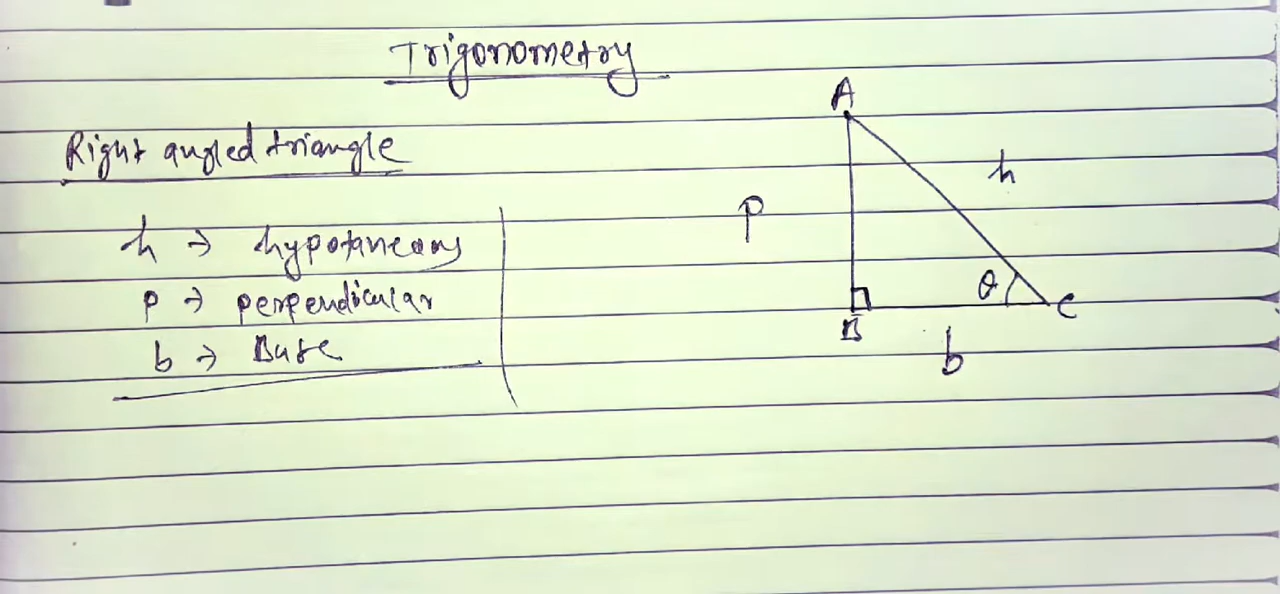 Trigonometry
Right angled triangle
h → hypotaneous
p → perpendicular
b → Base
A
h
P
θ
C
B
b